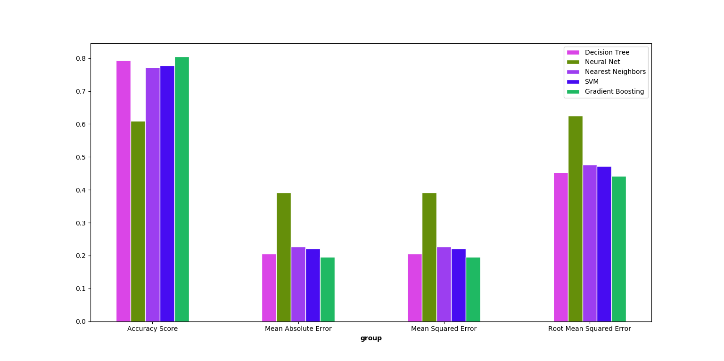 0.8
0.7
0.6
0.5
0.4
0.3
0.2
0.1
0.0
Decision Tree
Neural Net
Nearest Neighbors
SVM
Gradient Boosting
Accuracy Score
Mean Absolute Error
Mean Squared Error
Root Mean Squared Error
group